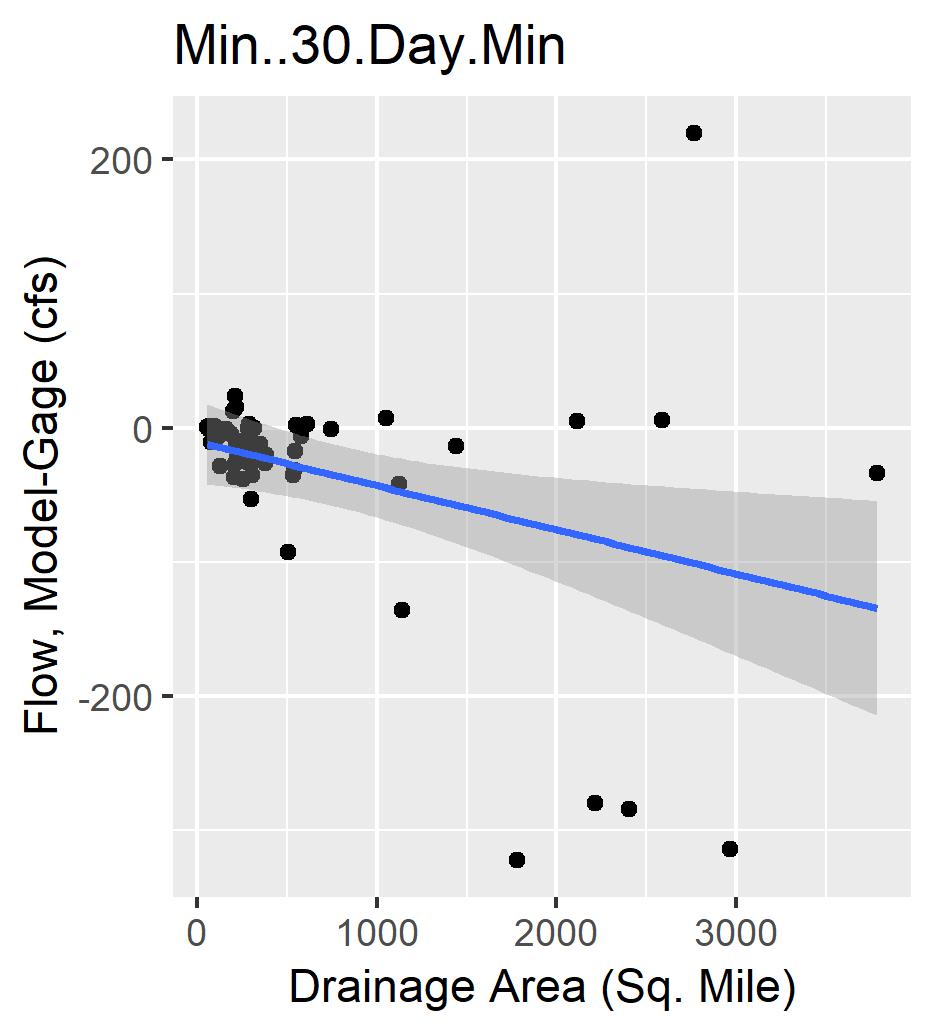 Min..30.Day.Min
Flow, Model-Gage (cfs)
200
0
-200
0 1000 2000 3000
Drainage Area (Sq. Mile)